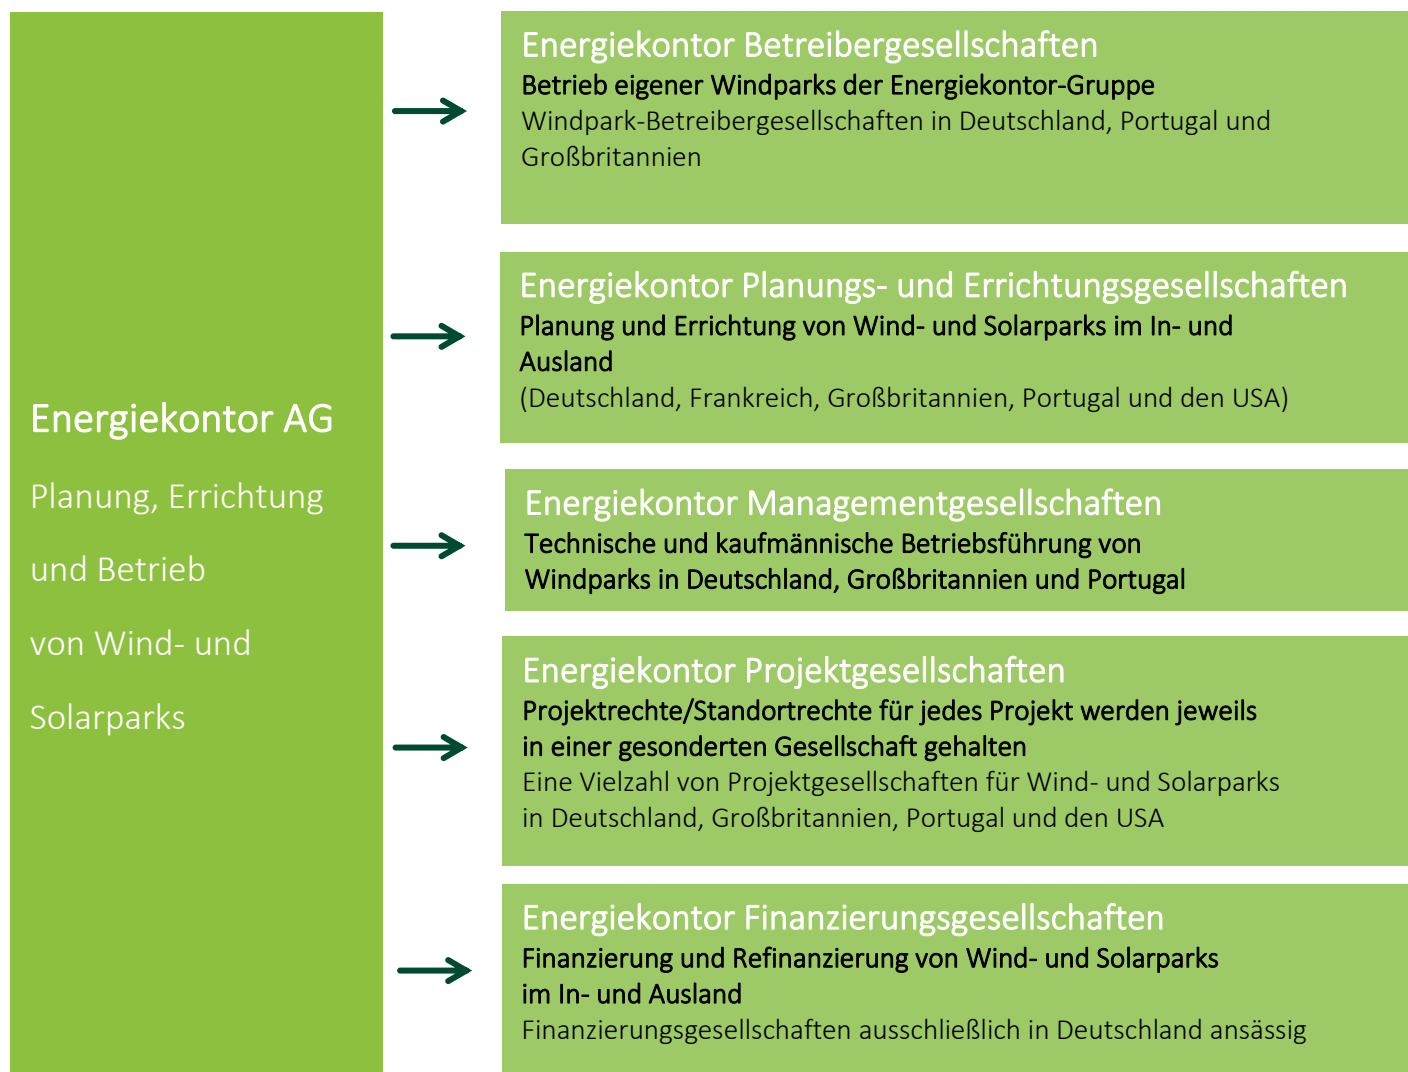 Energiekontor AG
Planung, Errichtung
und Betrieb
von Wind- und
Solarparks
Energiekontor Betreibergesellschaften
Betrieb eigener Windparks der Energiekontor-Gruppe
Windpark-Betreibergesellschaften in Deutschland, Portugal und
Großbritannien
Energiekontor Planungs- und Errichtungsgesellschaften
Planung und Errichtung von Wind- und Solarparks im In- und
Ausland
(Deutschland, Frankreich, Großbritannien, Portugal und den USA)
Energiekontor Managementgesellschaften
Technische und kaufmännische Betriebsführung von
Windparks in Deutschland, Großbritannien und Portugal
Energiekontor Projektgesellschaften
Projektrechte/Standortrechte für jedes Projekt werden jeweils
in einer gesonderten Gesellschaft gehalten
Eine Vielzahl von Projektgesellschaften für Wind- und Solarparks
in Deutschland, Großbritannien, Portugal und den USA
Energiekontor Finanzierungsgesellschaften
Finanzierung und Refinanzierung von Wind- und Solarparks
im In- und Ausland
Finanzierungsgesellschaften ausschließlich in Deutschland ansässig